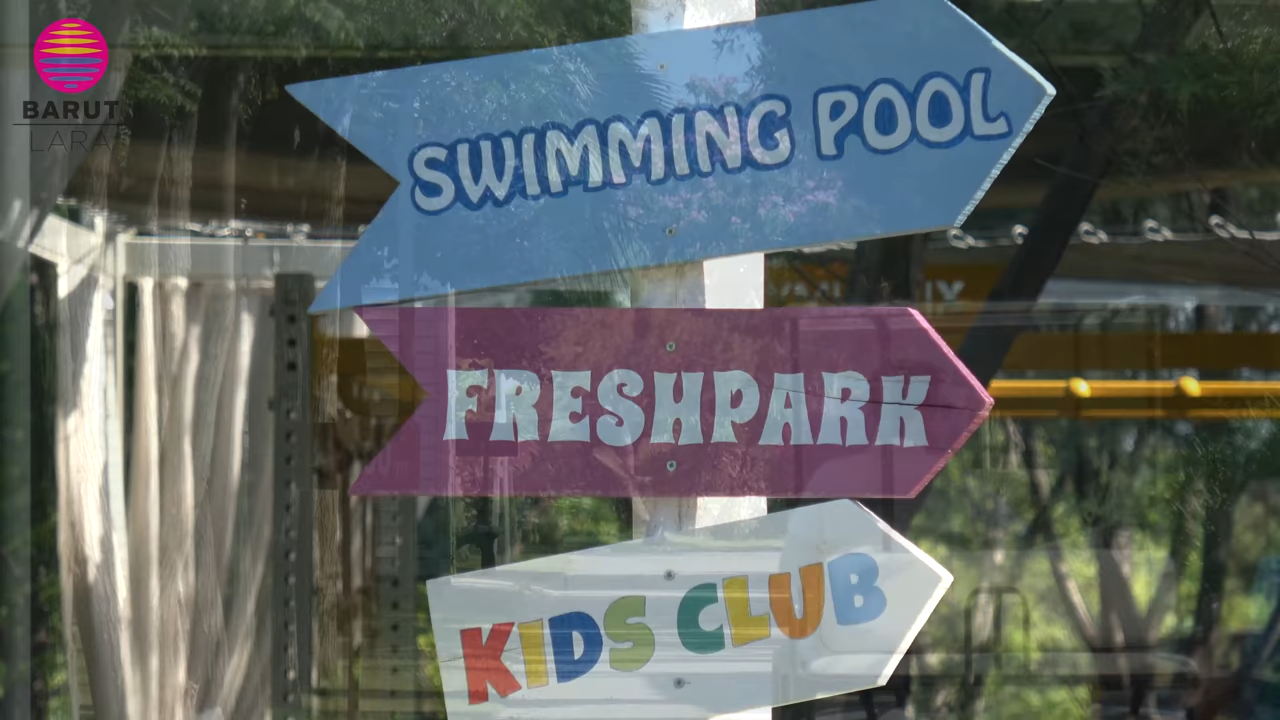 BARUT
LARA
SWIMMING POOL
FRESHPARK
KIDS CLUB